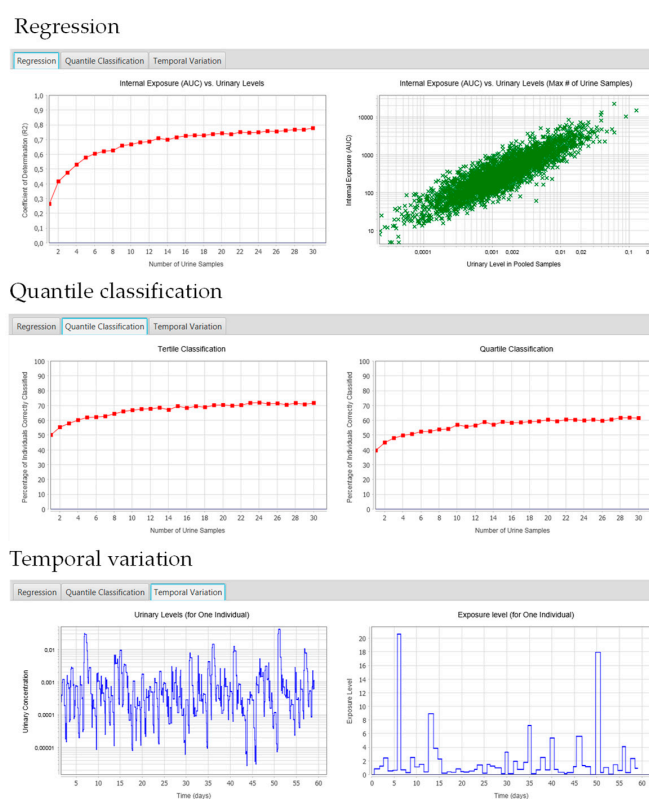 Regression
Regression Quantile Classification Temporal Variation
Internal Exposure (AUC) vs. Urinary Levels
Coefficient of Determination (R2)
1,0
0,9
0,8
0,7
0,6
0,5
0,4
0,3
0,2
0,1
0,0
2 4 6 8 10 12 14 16 18 20 22 24 26 28 30
Number of Urine Samples
Internal Exposure (AUC) vs. Urinary Levels (Max # of Urine Samples)
Internal Exposure (AUC)
10000
1000
100
10
0,0001 0,001 0,002 0,01 0,02 0,1
Urinary Level in Pooled Samples
Quantile classification
Regression Quantile Classification Temporal Variation
Tertile Classification
Percentage of Individuals Correctly Classified
100
90
80
70
60
50
40
30
20
10
0
2 4 6 8 10 12 14 16 18 20 22 24 26 28 30
Number of Urine Samples
Quartile Classification
Percentage of Individuals Correctly Classified
100
90
80
70
60
50
40
30
20
10
0
2 4 6 8 10 12 14 16 18 20 22 24 26 28 30
Number of Urine Samples
Temporal variation
Regression Quantile Classification Temporal Variation
Urinary Levels (for One Individual)
Urinary Concentration
0,01
0,001
0,0001
0,00001
5 10 15 20 25 30 35 40 45 50 55 60
Time (days)
Exposure level (for One Individual)
Exposure Level
20
18
16
14
12
10
8
6
4
2
0
0 5 10 15 20 25 30 35 40 45 50 55 60
Time (days)